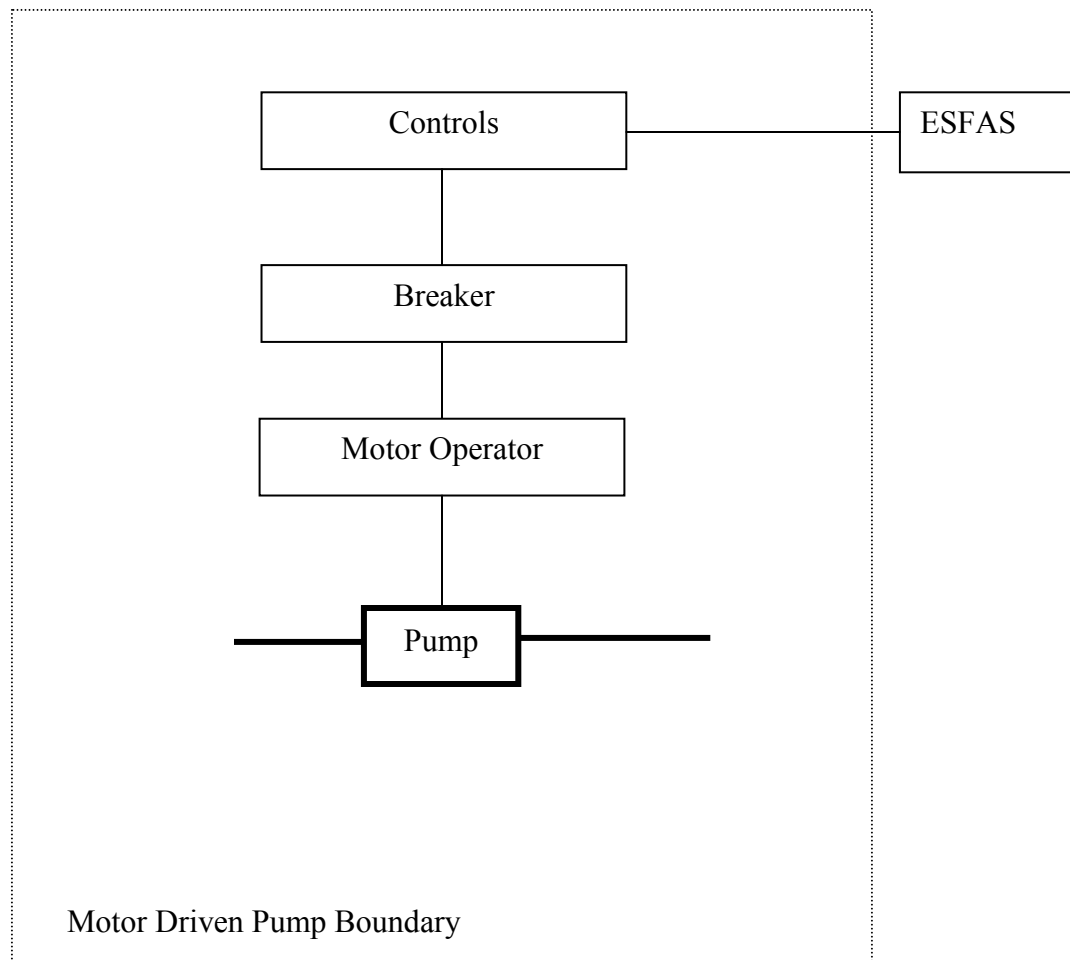 Controls
ESFAS
Breaker
Motor Operator
Pump
Motor Driven Pump Boundary